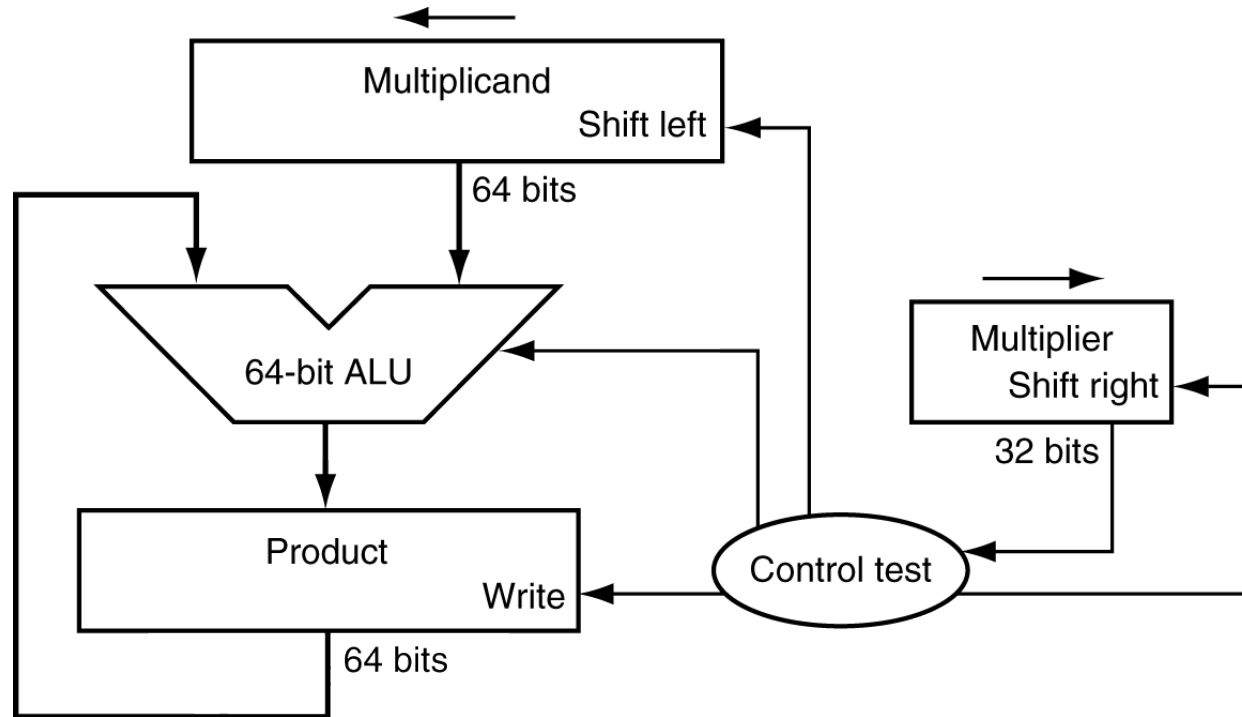 Multiplicand
Shift left
64 bits
64-bit ALU
Multiplier
Shift right
32 bits
Product
Write
Control test
64 bits